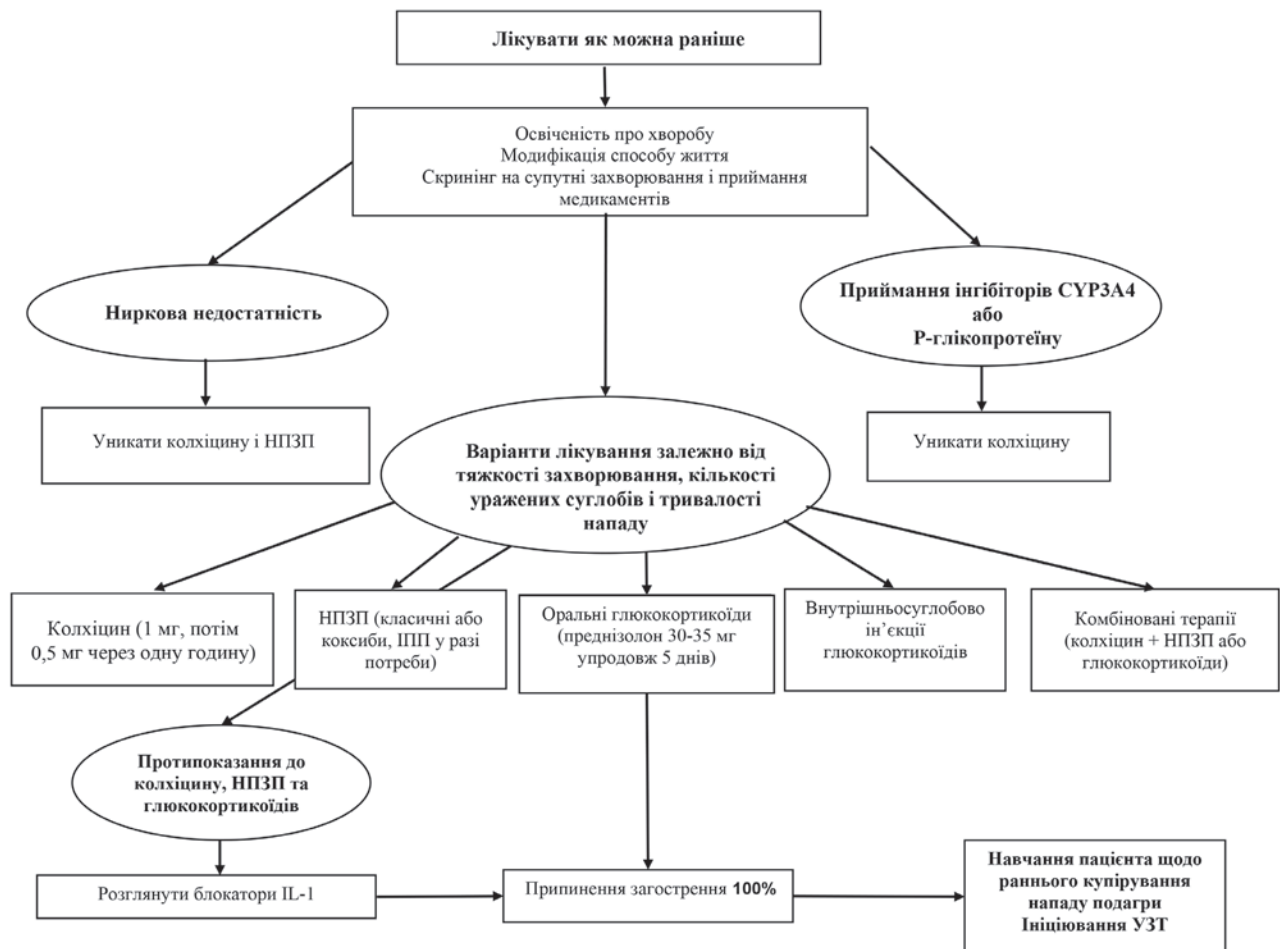 Лікувати як можна раніше
Освіченість про хворобу
Модифікація способу життя
Скринінг на супутні захворювання і приймання
медикаментів
Ниркова недостатність
Приймання інгібіторів CYP3A4
або
Р-глікопротеїну
Уникати колхіцину і НПЗП
Уникати колхіцину
Варіанти лікування залежно від
тяжкості захворювання, кількості
уражених суглобів і тривалості
нападу
Колхіцин (1 мг, потім
0,5 мг через одну годину)
НПЗП (класичні або
коксиби, ІПП у разі
потреби)
Оральні глюкокортикоїди
(преднізолон 30-35 мг
упродовж 5 днів)
Внутрішньосуглобово
ін’єкції
глюкокортикоїдів
Комбіновані терапії
(колхіцин + НПЗП або
глюкокортикоїди)
Протипоказання до
колхіцину, НПЗП та
глюкокортикоїдів
Розглянути блокатори IL-1
Припинення загострення 100%
Навчання пацієнта щодо
раннього купірування
нападу подагри
Ініціювання УЗТ